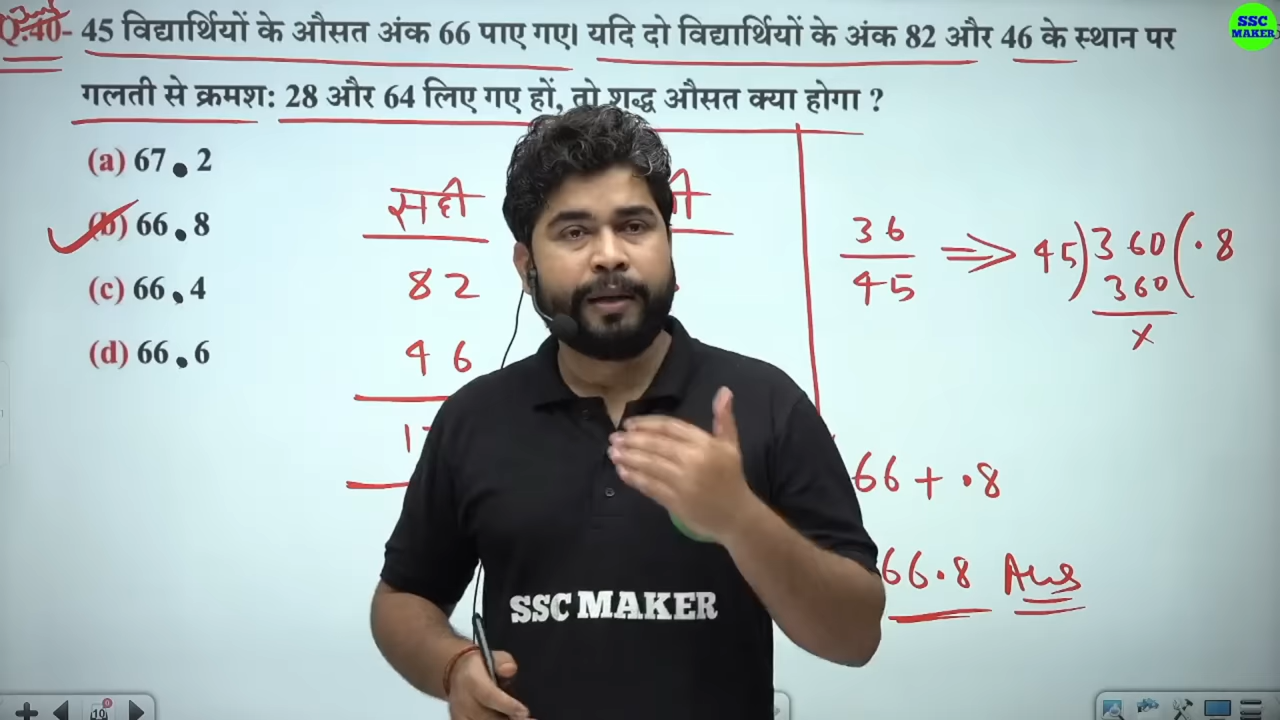 Q.40- 45 विद्यार्थियों के औसत अंक 66 पाए गए। यदि दो विद्यार्थियों के अंक 82 और 46 के स्थान पर
गलती से क्रमश: 28 और 64 लिए गए हों, तो शुद्ध औसत क्या होगा ?
SSC
MAKER
(a) 67.2
(b) 66.8
(c) 66.4
(d) 66.6
सही
82
46
36
45
⇒ 45)360(.8
360
×
66 + .8
66.8 Ans
SSC MAKER
10